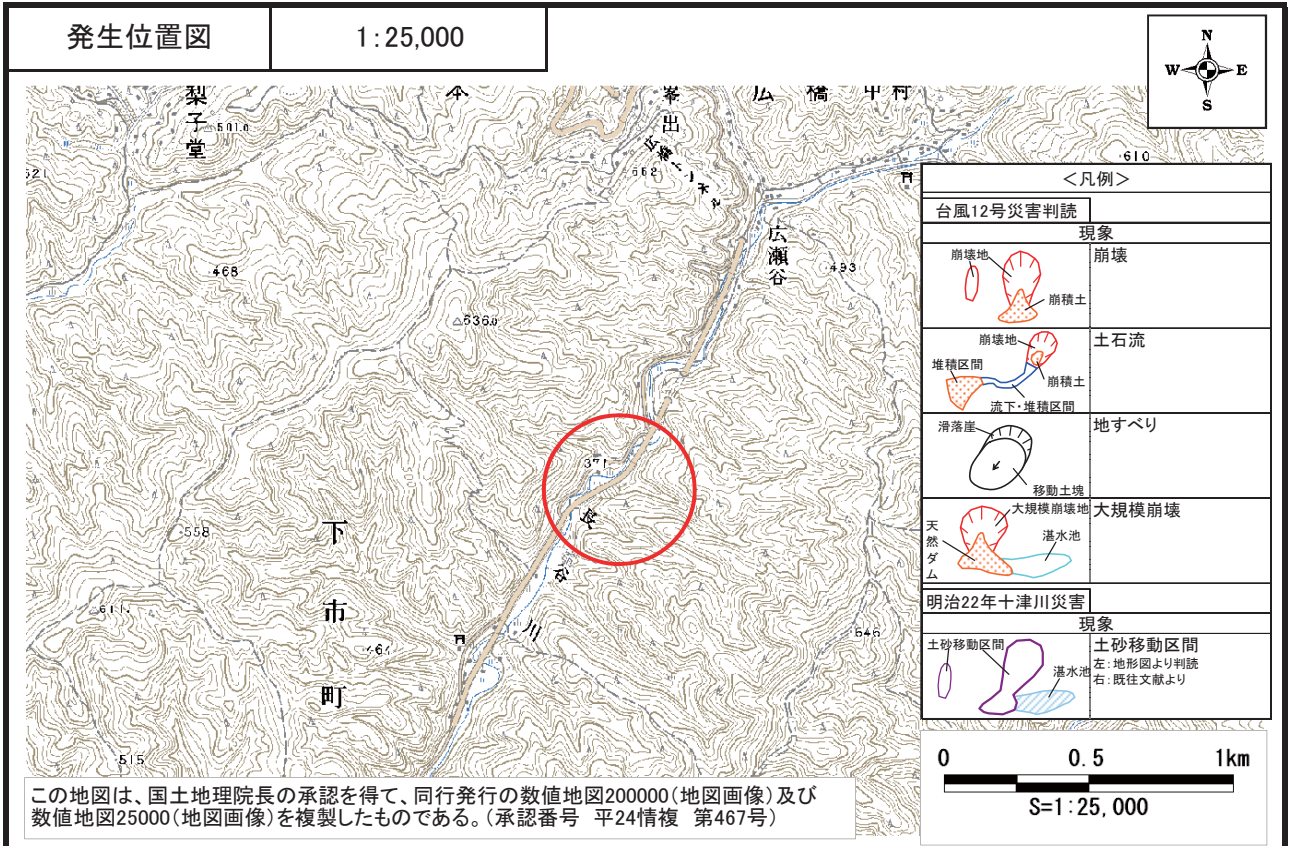 発生位置図
1:25,000
N
W E
S
梨子堂
本
峯出
広橋中村
501.0
521
562
610
広瀬谷
468
493
536.0
371
558
下市町
秋谷川
611
464
546
515
<凡例>
台風12号災害判読
現象
崩壊地
崩積土
崩壊
崩壊地
堆積区間
崩積土
流下・堆積区間
土石流
滑落崖
移動土塊
地すべり
大規模崩壊地
天然ダム
湛水池
大規模崩壊
明治22年十津川災害
現象
土砂移動区間
湛水池
土砂移動区間
左:地形図より判読
右:既往文献より
0 0.5 1km
S=1:25,000
この地図は、国土地理院長の承認を得て、同行発行の数値地図200000(地図画像)及び
数値地図25000(地図画像)を複製したものである。(承認番号 平24情複 第467号)